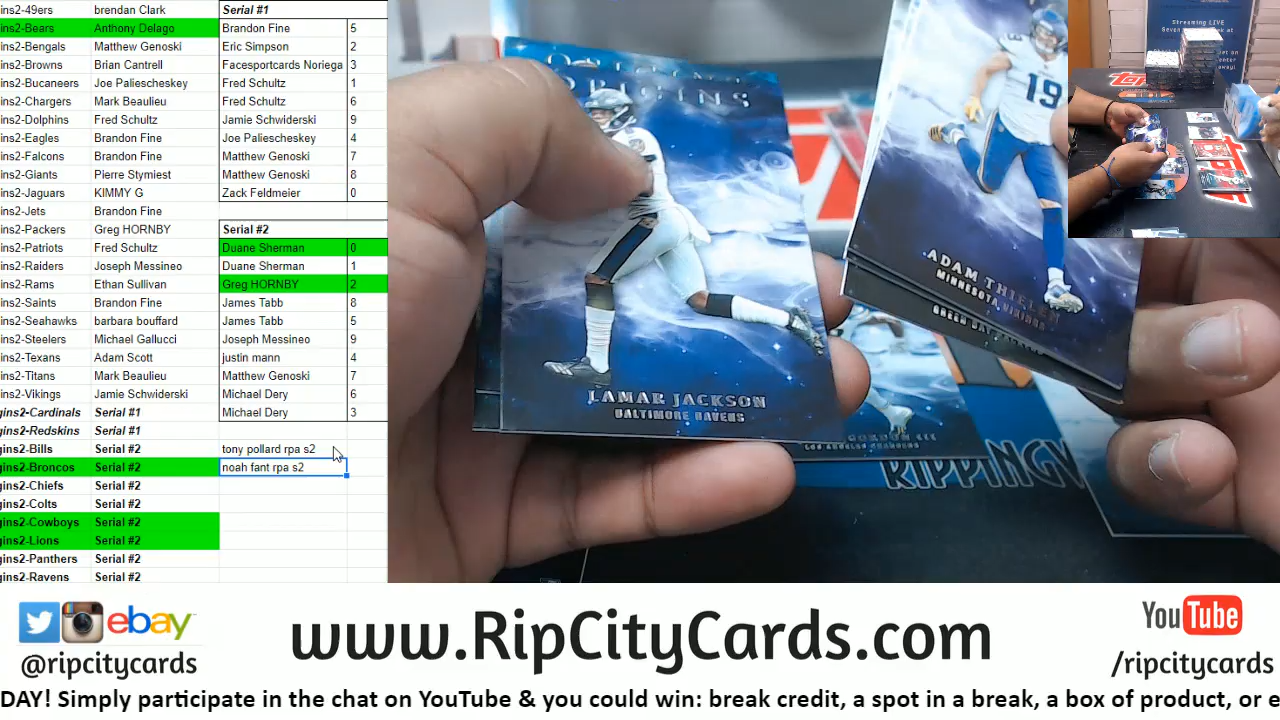 ins2-49ers brendan Clark Serial #1
ins2-Bears Anthony Delago Brandon Fine 5
ins2-Bengals Matthew Genoski Eric Simpson 2
ins2-Browns Brian Cantrell Facesportcards Noriega 3
ins2-Bucaneers Joe Paliescheskey Fred Schultz 1
ins2-Chargers Mark Beaulieu Fred Schultz 6
ins2-Dolphins Fred Schultz Jamie Schwiderski 9
ins2-Eagles Brandon Fine Joe Paliescheskey 4
ins2-Falcons Brandon Fine Matthew Genoski 7
ins2-Giants Pierre Stymiest Matthew Genoski 8
ins2-Jaguars KIMMY G Zack Feldmeier 0
ins2-Jets Brandon Fine
ins2-Packers Greg HORNBY Serial #2
ins2-Patriots Fred Schultz Duane Sherman 0
ins2-Raiders Joseph Messineo Duane Sherman 1
ins2-Rams Ethan Sullivan Greg HORNBY 2
ins2-Saints Brandon Fine James Tabb 8
ins2-Seahawks barbara bouffard James Tabb 5
ins2-Steelers Michael Gallucci Joseph Messineo 9
ins2-Texans Adam Scott justin mann 4
ins2-Titans Mark Beaulieu Matthew Genoski 7
ins2-Vikings Jamie Schwiderski Michael Dery 6
gins2-Cardinals Serial #1 Michael Dery 3
gins2-Redskins Serial #1
gins2-Bills Serial #2 tony pollard rpa s2
gins2-Broncos Serial #2 noah fant rpa s2
gins2-Chiefs Serial #2
gins2-Colts Serial #2
gins2-Cowboys Serial #2
gins2-Lions Serial #2
gins2-Panthers Serial #2
gins2-Ravens Serial #2
ORIGINS
LAMAR JACKSON
BALTIMORE RAVENS
19
ADAM THIELEN
MINNESOTA VIKINGS
GREEN BAY
LOS ANGELES CHARGERS
RIPPINGW
Streaming LIVE
ebay
@ripcitycards
www.RipCityCards.com
YouTube
/ripcitycards
DAY! Simply participate in the chat on YouTube & you could win: break credit, a spot in a break, a box of product, or e